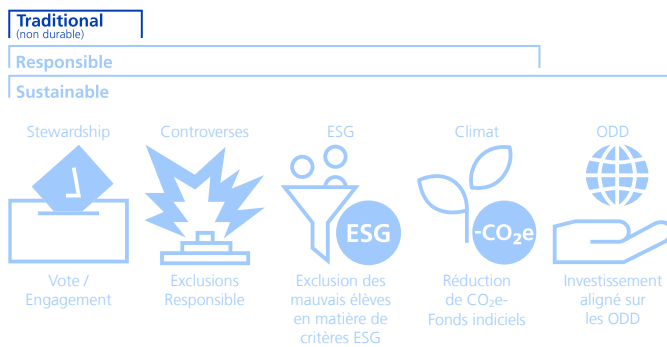 Traditional
(non durable)
Responsible
Sustainable
Stewardship
Controverses
ESG
Climat
ODD
ESG
-CO₂e
Vote /
Engagement
Exclusions
Responsible
Exclusion des
mauvais élèves
en matière de
critères ESG
Réduction
de CO₂e-
Fonds indiciels
Investissement
aligné sur
les ODD